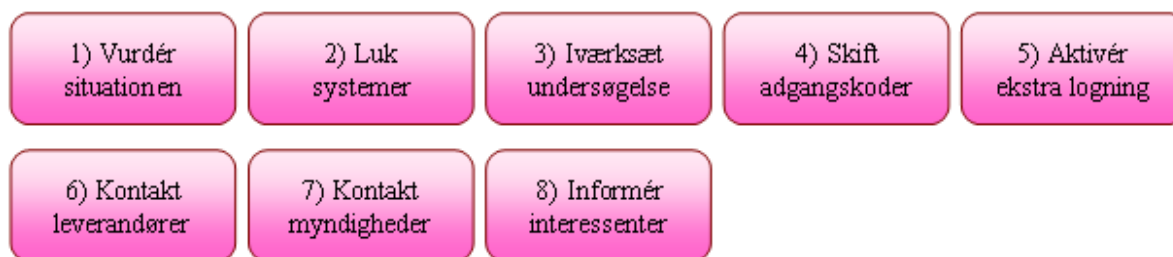 1) Vurdér
situationen
2) Luk
systemer
3) Iværksæt
undersøgelse
4) Skift
adgangskoder
5) Aktivér
ekstra logning
6) Kontakt
leverandører
7) Kontakt
myndigheder
8) Informér
interessenter